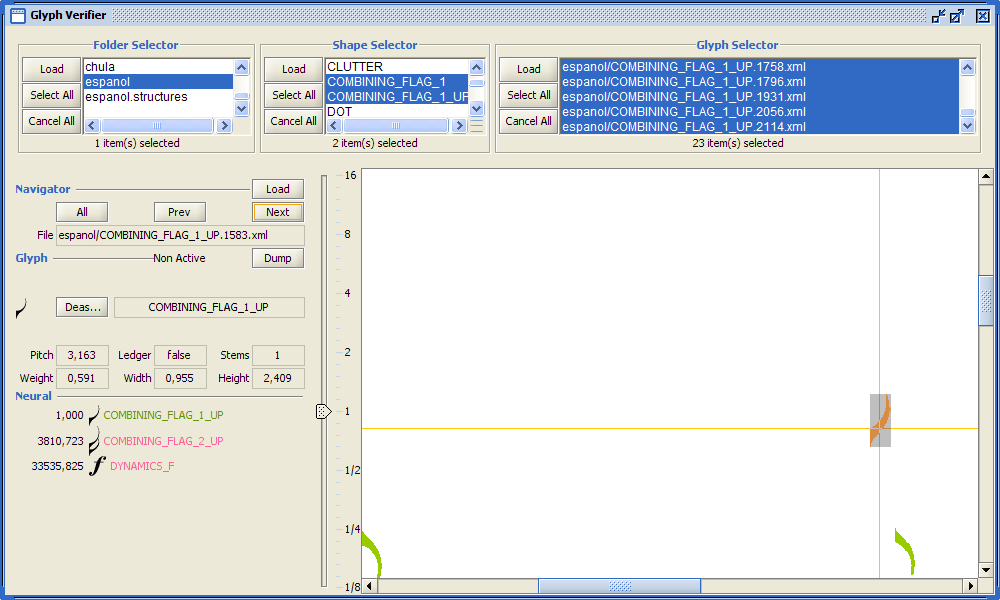 Glyph Verifier
Folder Selector
Load
Select All
Cancel All
chula
espanol
espanol.structures
1 item(s) selected
Shape Selector
Load
Select All
Cancel All
CLUTTER
COMBINING_FLAG_1
COMBINING_FLAG_1_UP
DOT
2 item(s) selected
Glyph Selector
Load
Select All
Cancel All
espanol/COMBINING_FLAG_1_UP.1758.xml
espanol/COMBINING_FLAG_1_UP.1796.xml
espanol/COMBINING_FLAG_1_UP.1931.xml
espanol/COMBINING_FLAG_1_UP.2056.xml
espanol/COMBINING_FLAG_1_UP.2114.xml
23 item(s) selected
Navigator Load
All Prev Next
File espanol/COMBINING_FLAG_1_UP.1583.xml
Glyph Non Active Dump
Deas... COMBINING_FLAG_1_UP
Pitch 3,163 Ledger false Stems 1
Weight 0,591 Width 0,955 Height 2,409
Neural
1,000 COMBINING_FLAG_1_UP
3810,723 COMBINING_FLAG_2_UP
33535,825 f DYNAMICS_F
16
8
4
2
1
1/2
1/4
1/8